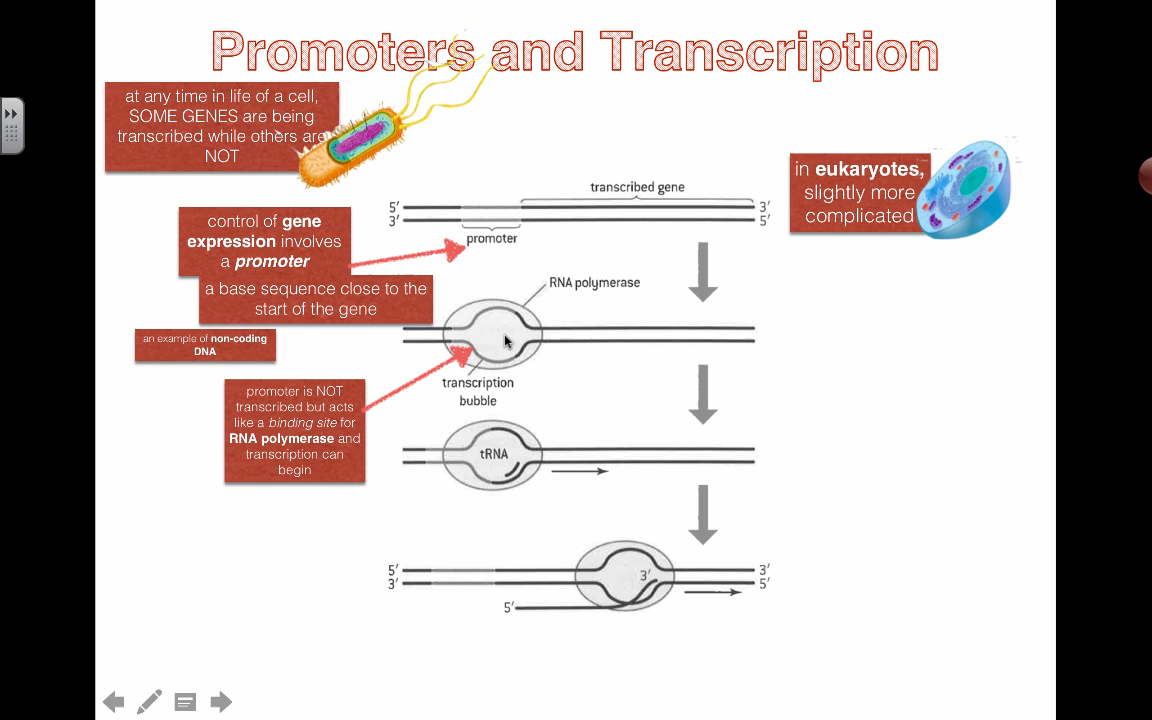 Promoters and Transcription
at any time in life of a cell,
SOME GENES are being
transcribed while others are
NOT
in eukaryotes,
slightly more
complicated
control of gene
expression involves
a promoter
a base sequence close to the
start of the gene
an example of non-coding
DNA
promoter is NOT
transcribed but acts
like a binding site for
RNA polymerase and
transcription can
begin
transcribed gene
5′ 3′
3′ 5′
promoter
RNA polymerase
transcription
bubble
tRNA
5′ 3′ 3′
3′ 5′
5′